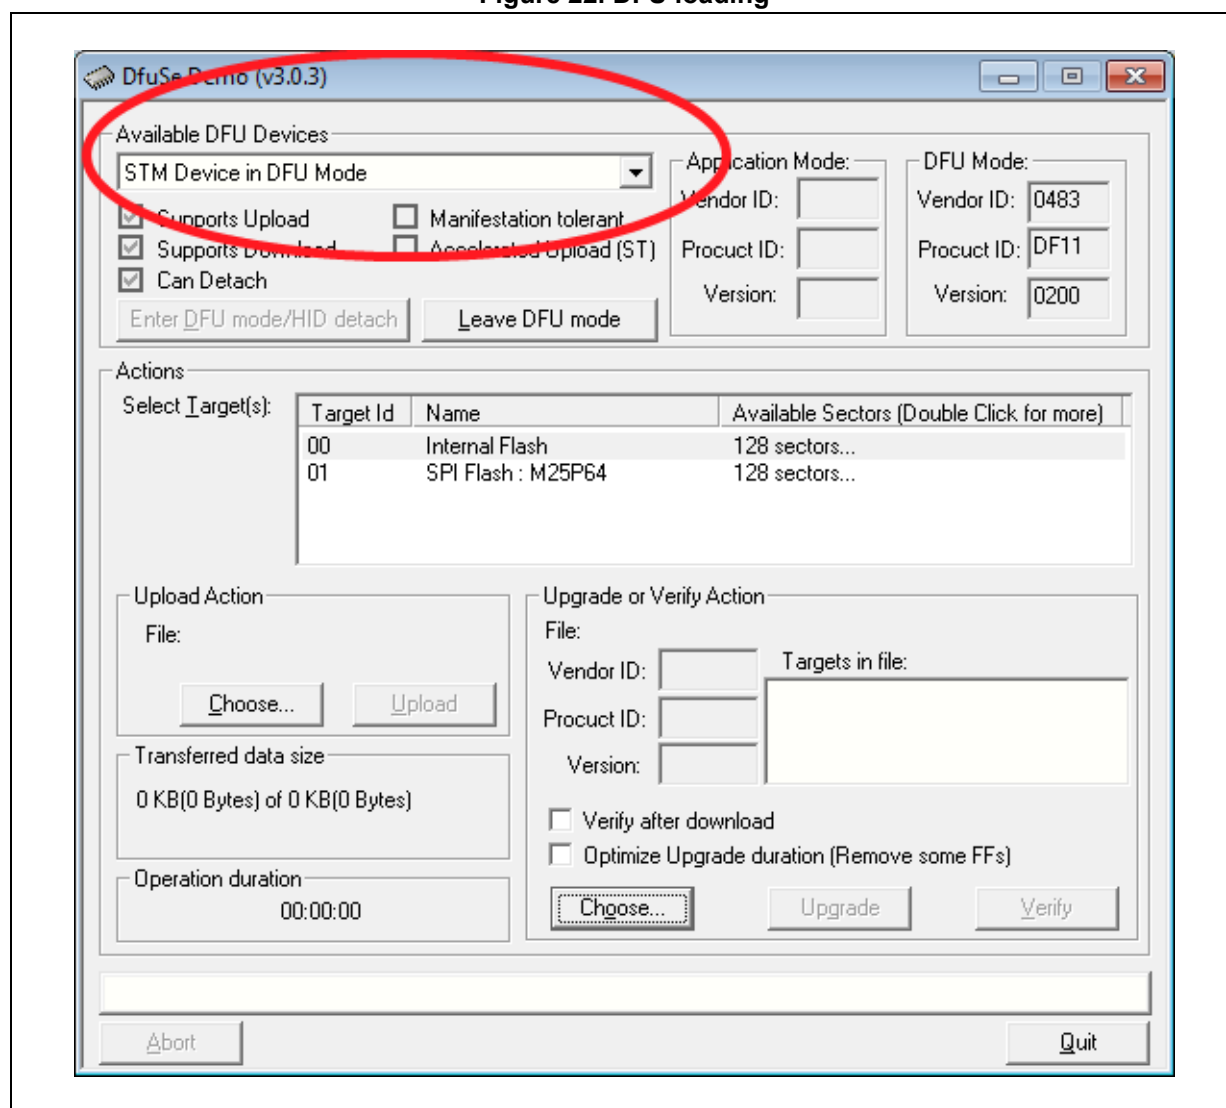 Figure 22. DFU loading
DfuSe Demo (v3.0.3)
Available DFU Devices
STM Device in DFU Mode
Supports Upload
Manifestation tolerant
Supports Download
Accelerated Upload (ST)
Can Detach
Enter DFU mode/HID detach
Leave DFU mode
Application Mode:
Vendor ID:
Procuct ID:
Version:
DFU Mode:
Vendor ID: 0483
Procuct ID: DF11
Version: 0200
Actions
Select Target(s):
Target Id Name Available Sectors (Double Click for more)
00 Internal Flash 128 sectors...
01 SPI Flash : M25P64 128 sectors...
Upload Action
File:
Choose... Upload
Transferred data size
0 KB(0 Bytes) of 0 KB(0 Bytes)
Operation duration
00:00:00
Upgrade or Verify Action
File:
Vendor ID:
Procuct ID:
Version:
Targets in file:
Verify after download
Optimize Upgrade duration (Remove some FFs)
Choose... Upgrade Verify
Abort Quit